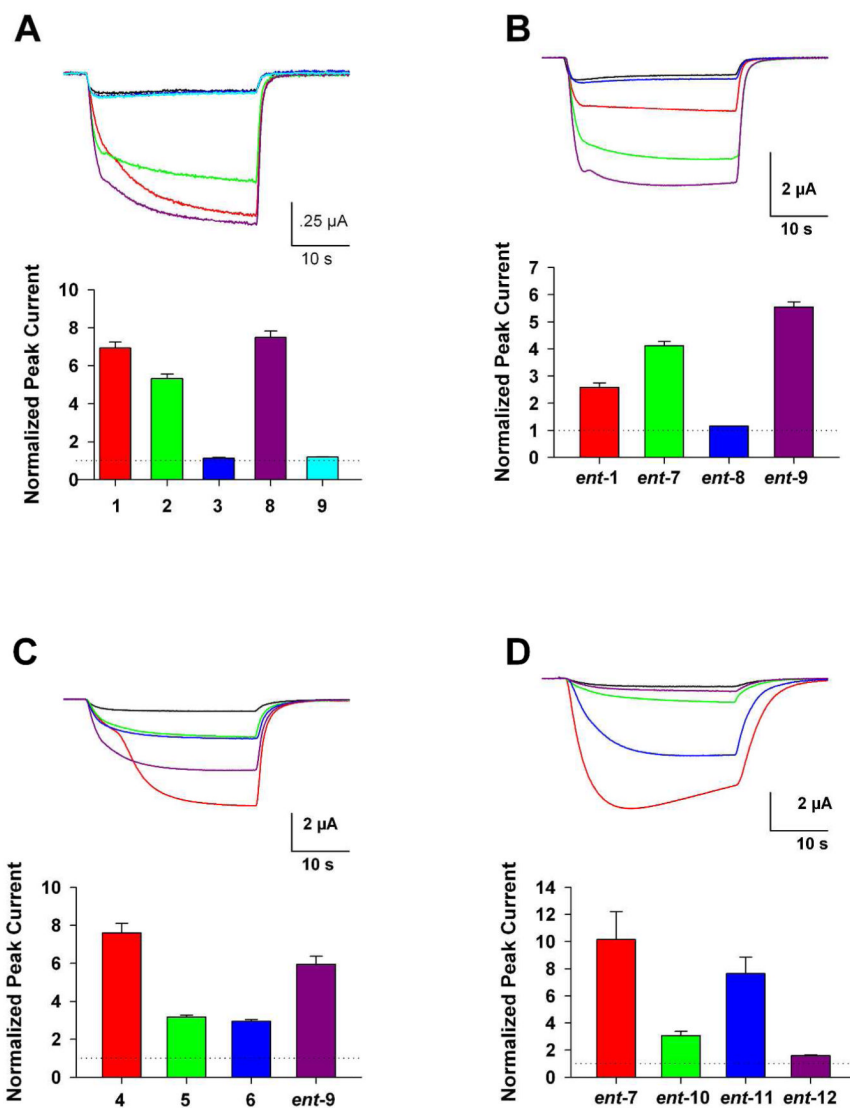 A
.25 µA
10 s
Normalized Peak Current
10
8
6
4
2
0
1 2 3 8 9
B
2 µA
10 s
Normalized Peak Current
7
6
5
4
3
2
1
0
ent-1 ent-7 ent-8 ent-9
C
2 µA
10 s
Normalized Peak Current
10
8
6
4
2
0
4 5 6 ent-9
D
2 µA
10 s
Normalized Peak Current
14
12
10
8
6
4
2
0
ent-7 ent-10 ent-11 ent-12